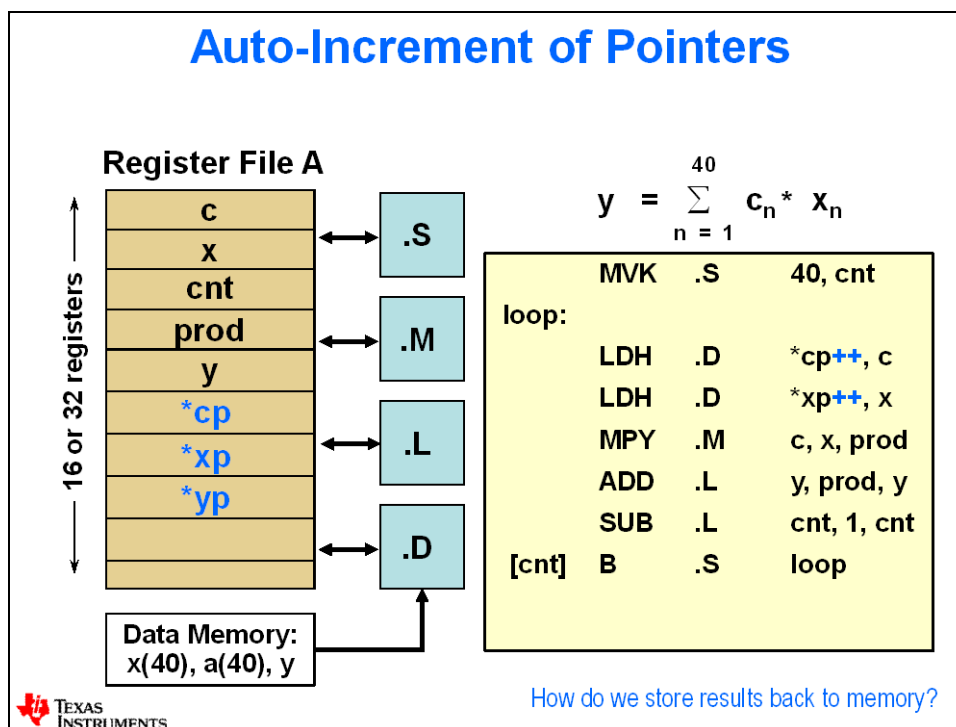 Auto-Increment of Pointers
Register File A
16 or 32 registers
c
x
cnt
prod
y
*cp
*xp
*yp
.S
.M
.L
.D
Data Memory:
x(40), a(40), y
40
y = Σ cn * xn
n = 1
MVK .S 40, cnt
loop:
LDH .D *cp++, c
LDH .D *xp++, x
MPY .M c, x, prod
ADD .L y, prod, y
SUB .L cnt, 1, cnt
[cnt] B .S loop
How do we store results back to memory?
TEXAS
INSTRUMENTS